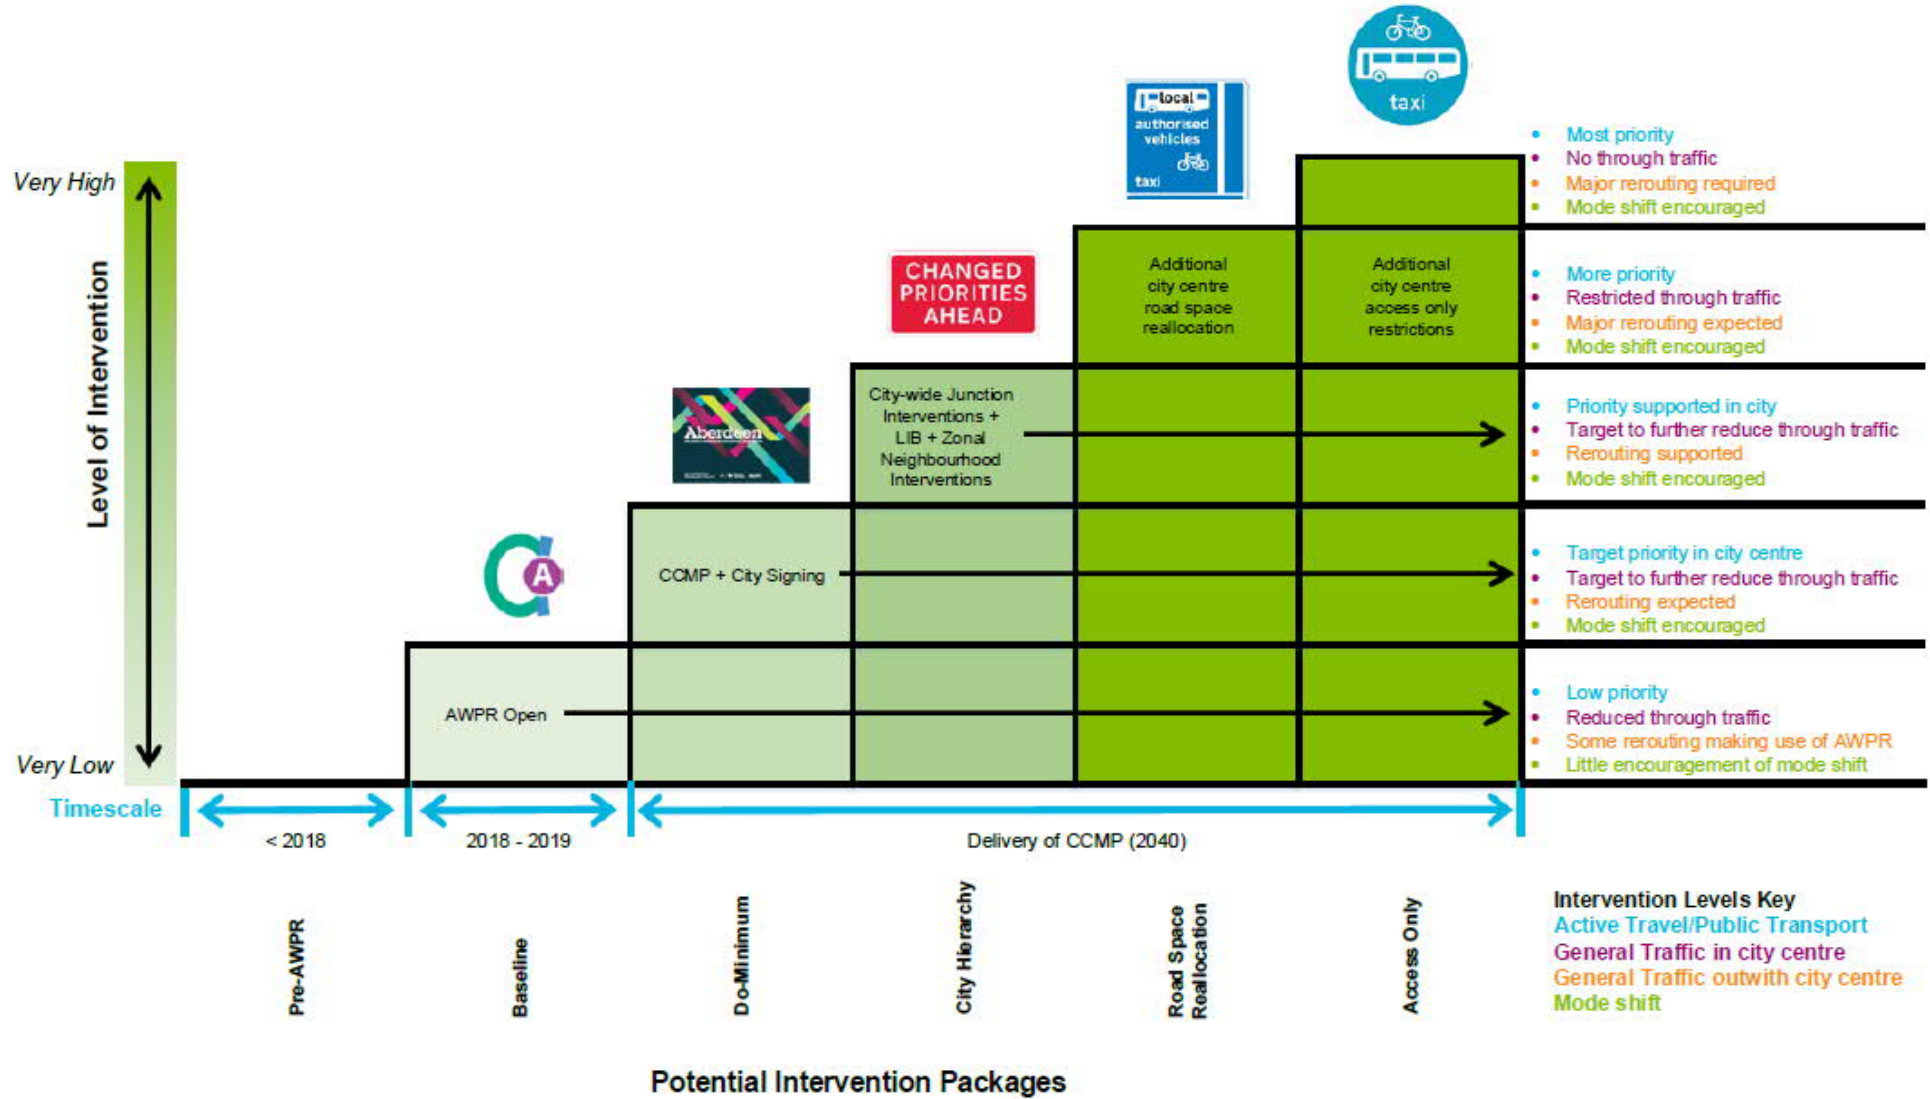 taxi
local
authorised
vehicles
taxi
Most priority
No through traffic
Major rerouting required
Mode shift encouraged
Very High
Level of Intervention
CHANGED
PRIORITIES
AHEAD
Additional
city centre
road space
reallocation
Additional
city centre
access only
restrictions
More priority
Restricted through traffic
Major rerouting expected
Mode shift encouraged
Aberdeen
City-wide Junction
Interventions +
LIB + Zonal
Neighbourhood
Interventions
Priority supported in city
Target to further reduce through traffic
Rerouting supported
Mode shift encouraged
A
CCMP + City Signing
Target priority in city centre
Target to further reduce through traffic
Rerouting expected
Mode shift encouraged
AWPR Open
Low priority
Reduced through traffic
Some rerouting making use of AWPR
Little encouragement of mode shift
Very Low
Timescale
< 2018
2018 - 2019
Delivery of CCMP (2040)
Pre-AWPR
Baseline
Do-Minimum
City Hierarchy
Road Space
Reallocation
Access Only
Intervention Levels Key
Active Travel/Public Transport
General Traffic in city centre
General Traffic outwith city centre
Mode shift
Potential Intervention Packages